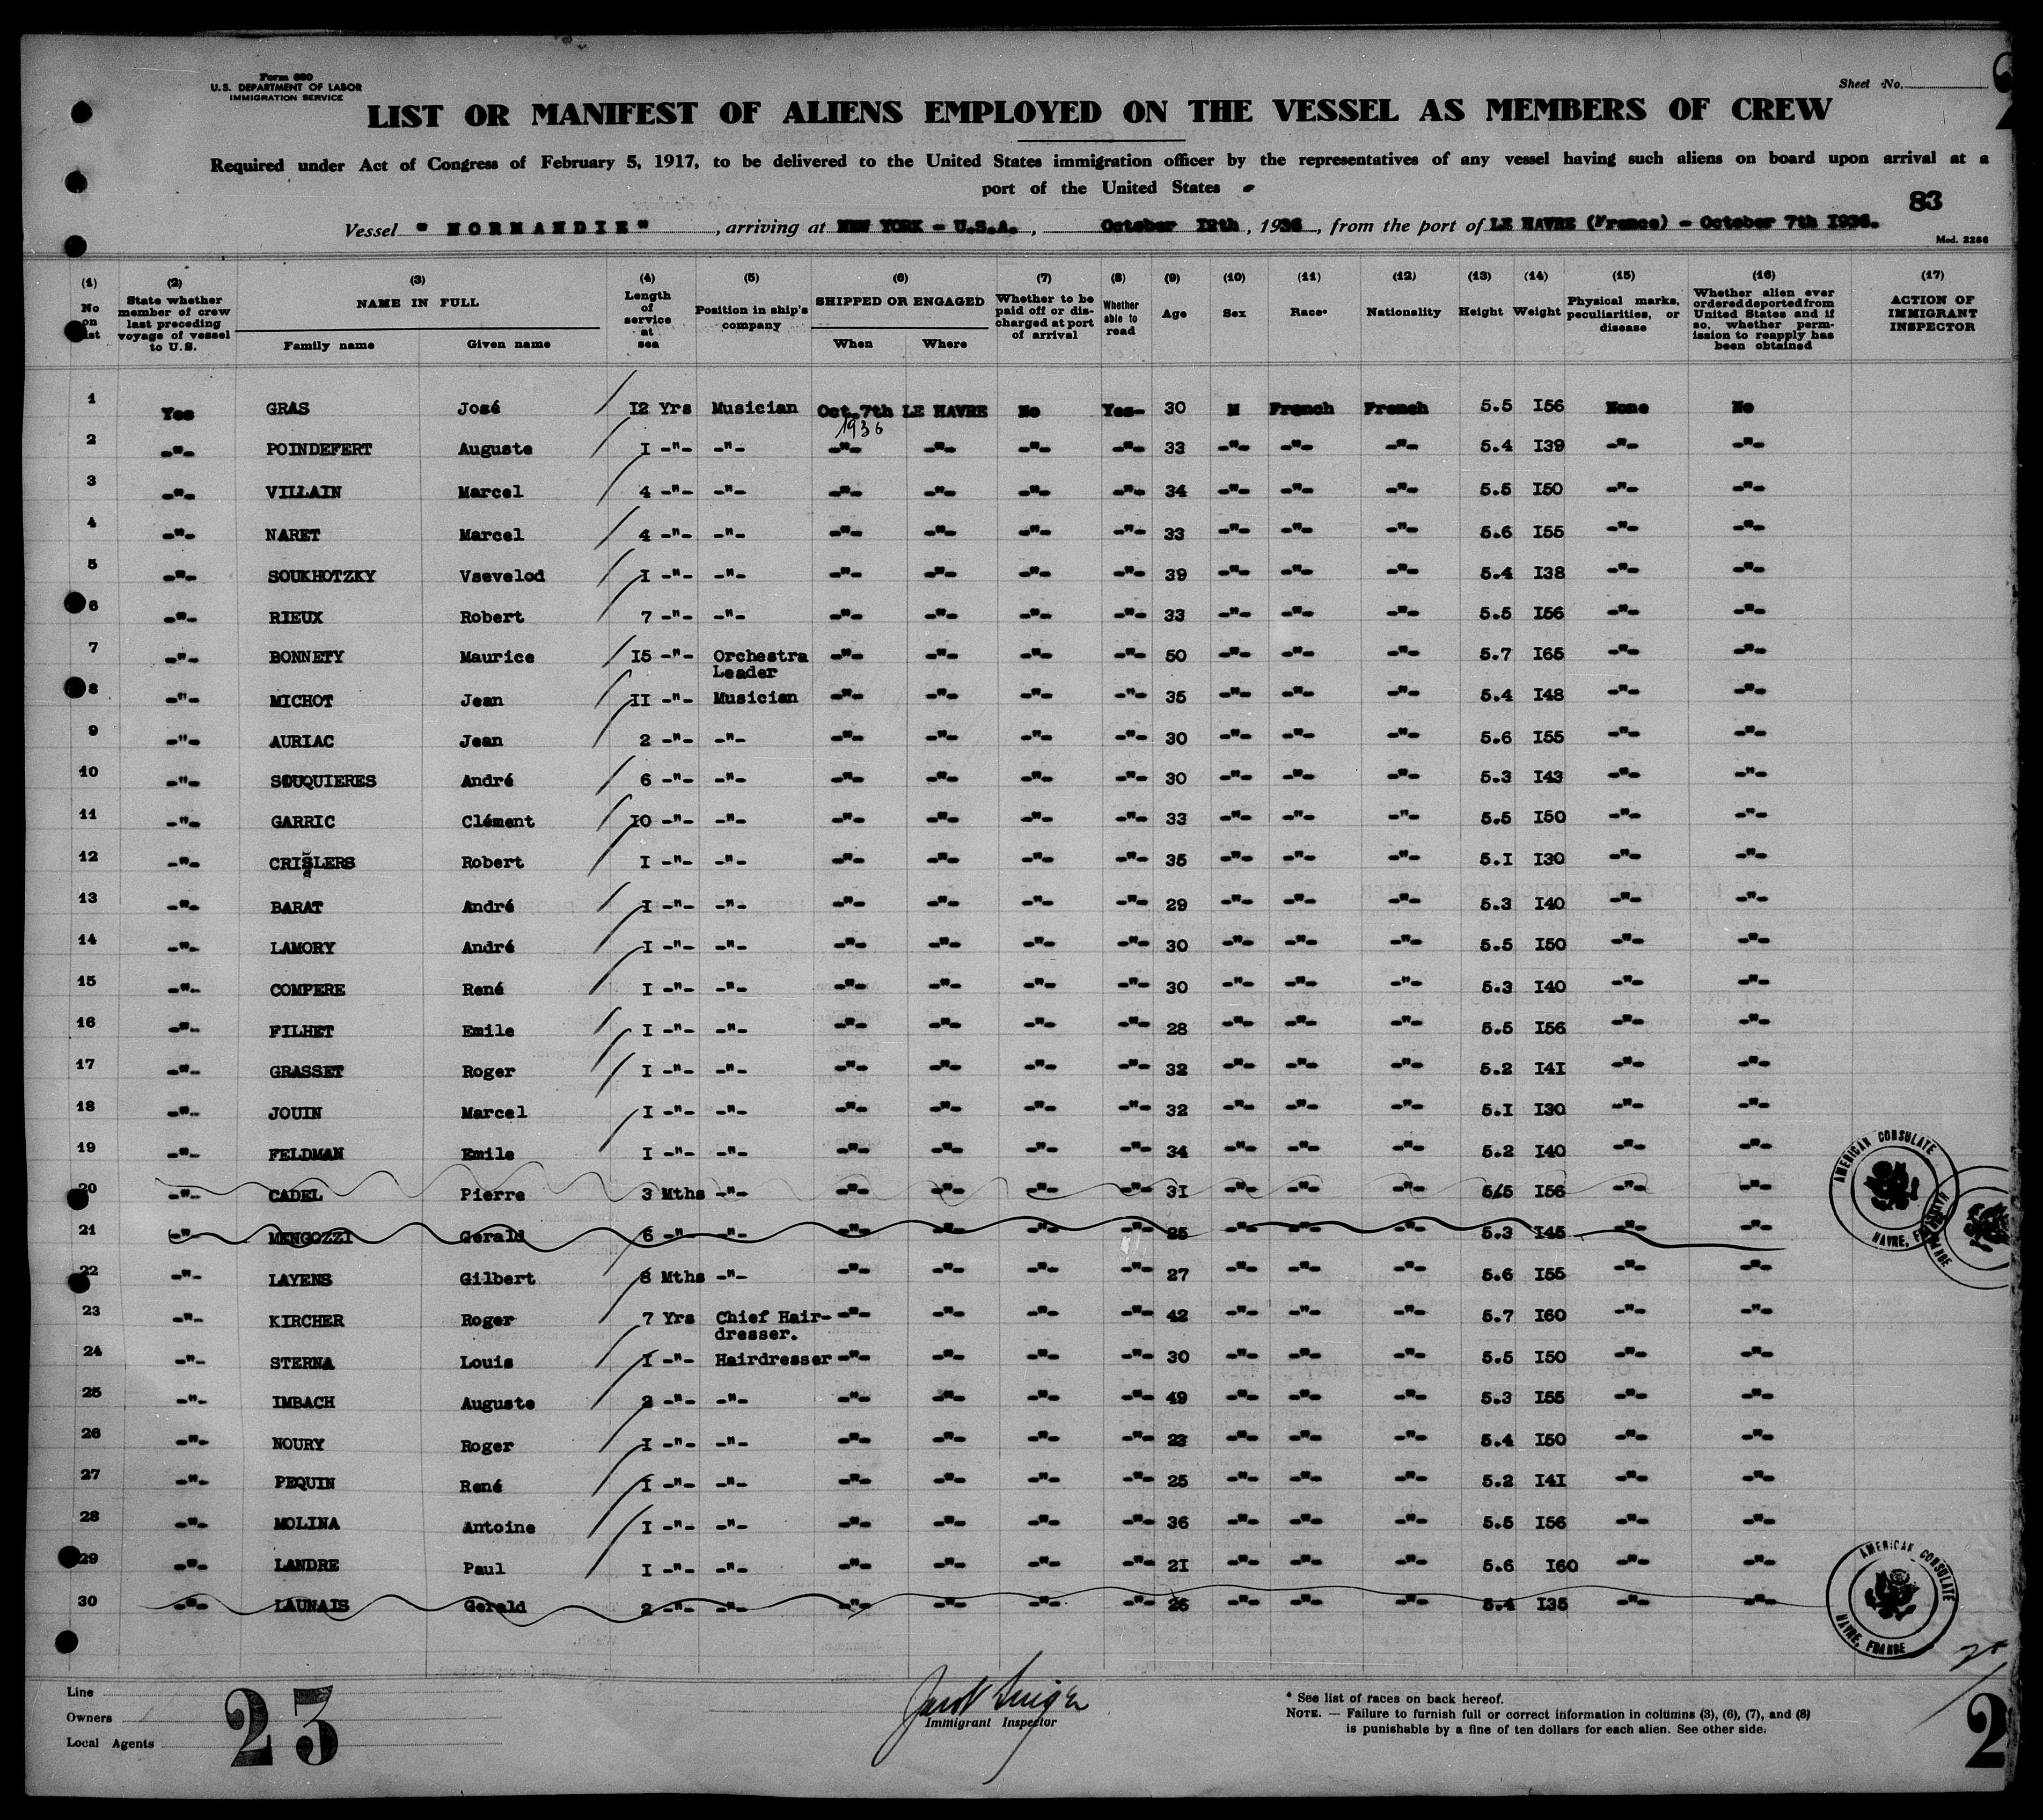 Form 680
U.S. DEPARTMENT OF LABOR
IMMIGRATION SERVICE
Sheet No.
LIST OR MANIFEST OF ALIENS EMPLOYED ON THE VESSEL AS MEMBERS OF CREW
Required under Act of Congress of February 5, 1917, to be delivered to the United States immigration officer by the representatives of any vessel having such aliens on board upon arrival at a
port of the United States
83
Vessel "NORMANDIE", arriving at NEW YORK - U.S.A., October 12th, 1936, from the port of LE HAVRE (France) - October 7th 1936.
Mod. 2286
(1) No on list (2) State whether member of crew last preceding voyage of vessel to U.S. (3) NAME IN FULL Family name Given name (4) Length of service at sea (5) Position in ship's company (6) SHIPPED OR ENGAGED When Where (7) Whether to be paid off or discharged at port of arrival (8) Whether able to read (9) Age (10) Sex (11) Race* (12) Nationality (13) Height (14) Weight (15) Physical marks, peculiarities, or disease (16) Whether alien ever ordered deported from United States and if so, whether permission to reapply has been obtained (17) ACTION OF IMMIGRANT INSPECTOR
1 Yes GRAS José 12 Yrs Musician Oct.7th 1936 LE HAVRE No Yes- 30 M French French 5.5 I56 None No
2 -"- POINDEFERT Auguste I -"- -"- -"- -"- -"- -"- 33 -"- -"- -"- 5.4 I39 -"- -"-
3 -"- VILLAIN Marcel 4 -"- -"- -"- -"- -"- -"- 34 -"- -"- -"- 5.5 I50 -"- -"-
4 -"- NARET Marcel 4 -"- -"- -"- -"- -"- -"- 33 -"- -"- -"- 5.6 I55 -"- -"-
5 -"- SOUKHOTZKY Vsevelod I -"- -"- -"- -"- -"- -"- 39 -"- -"- -"- 5.4 I38 -"- -"-
6 -"- RIEUX Robert 7 -"- -"- -"- -"- -"- -"- 33 -"- -"- -"- 5.5 I56 -"- -"-
7 -"- BONNETY Maurice I5 -"- Orchestra Leader -"- -"- -"- -"- 50 -"- -"- -"- 5.7 I65 -"- -"-
8 -"- MICHOT Jean II -"- Musician -"- -"- -"- -"- 35 -"- -"- -"- 5.4 I48 -"- -"-
9 -"- AURIAC Jean 2 -"- -"- -"- -"- -"- -"- 30 -"- -"- -"- 5.6 I55 -"- -"-
10 -"- SOUQUIERES André 6 -"- -"- -"- -"- -"- -"- 30 -"- -"- -"- 5.3 I43 -"- -"-
11 -"- GARRIC Clément IO -"- -"- -"- -"- -"- -"- 33 -"- -"- -"- 5.5 I50 -"- -"-
12 -"- CRISLERS Robert I -"- -"- -"- -"- -"- -"- 35 -"- -"- -"- 5.I I30 -"- -"-
13 -"- BARAT André I -"- -"- -"- -"- -"- -"- 29 -"- -"- -"- 5.3 I40 -"- -"-
14 -"- LAMORY André I -"- -"- -"- -"- -"- -"- 30 -"- -"- -"- 5.5 I50 -"- -"-
15 -"- COMPERE René I -"- -"- -"- -"- -"- -"- 30 -"- -"- -"- 5.3 I40 -"- -"-
16 -"- FILHET Emile I -"- -"- -"- -"- -"- -"- 28 -"- -"- -"- 5.5 I56 -"- -"-
17 -"- GRASSET Roger I -"- -"- -"- -"- -"- -"- 32 -"- -"- -"- 5.2 I4I -"- -"-
18 -"- JOUIN Marcel I -"- -"- -"- -"- -"- -"- 32 -"- -"- -"- 5.I I30 -"- -"-
19 -"- FELDMAN Emile I -"- -"- -"- -"- -"- -"- 34 -"- -"- -"- 5.2 I40 -"- -"-
20 -"- CADEL Pierre 3 Mths -"- -"- -"- -"- -"- 3I -"- -"- -"- 5.5 I56 -"- -"-
21 -"- MENGOZZI Gerald 6 -"- -"- -"- -"- -"- -"- 25 -"- -"- -"- 5.3 I45 -"- -"-
22 -"- LAYENS Gilbert 8 Mths -"- -"- -"- -"- -"- 27 -"- -"- -"- 5.6 I55 -"- -"-
23 -"- KIRCHER Roger 7 Yrs Chief Hair-dresser. -"- -"- -"- -"- 42 -"- -"- -"- 5.7 I60 -"- -"-
24 -"- STERNA Louis I -"- Hairdresser -"- -"- -"- -"- 30 -"- -"- -"- 5.5 I50 -"- -"-
25 -"- IMBACH Auguste 2 -"- -"- -"- -"- -"- -"- 49 -"- -"- -"- 5.3 I55 -"- -"-
26 -"- NOURY Roger I -"- -"- -"- -"- -"- -"- 23 -"- -"- -"- 5.4 I50 -"- -"-
27 -"- PEQUIN René I -"- -"- -"- -"- -"- -"- 25 -"- -"- -"- 5.2 I4I -"- -"-
28 -"- MOLINA Antoine I -"- -"- -"- -"- -"- -"- 36 -"- -"- -"- 5.5 I56 -"- -"-
29 -"- LANDRE Paul I -"- -"- -"- -"- -"- -"- 2I -"- -"- -"- 5.6 I60 -"- -"-
30 -"- LAUNAIS Gerald 2 -"- -"- -"- -"- -"- -"- 26 -"- -"- -"- 5.4 I35 -"- -"-
AMERICAN CONSULATE HAVRE, FRANCE
AMERICAN CONSULATE HAVRE, FRANCE
Line
Owners
Local Agents
23
Immigrant Inspector
* See list of races on back hereof.
NOTE. — Failure to furnish full or correct information in columns (3), (6), (7), and (8)
is punishable by a fine of ten dollars for each alien. See other side.
2